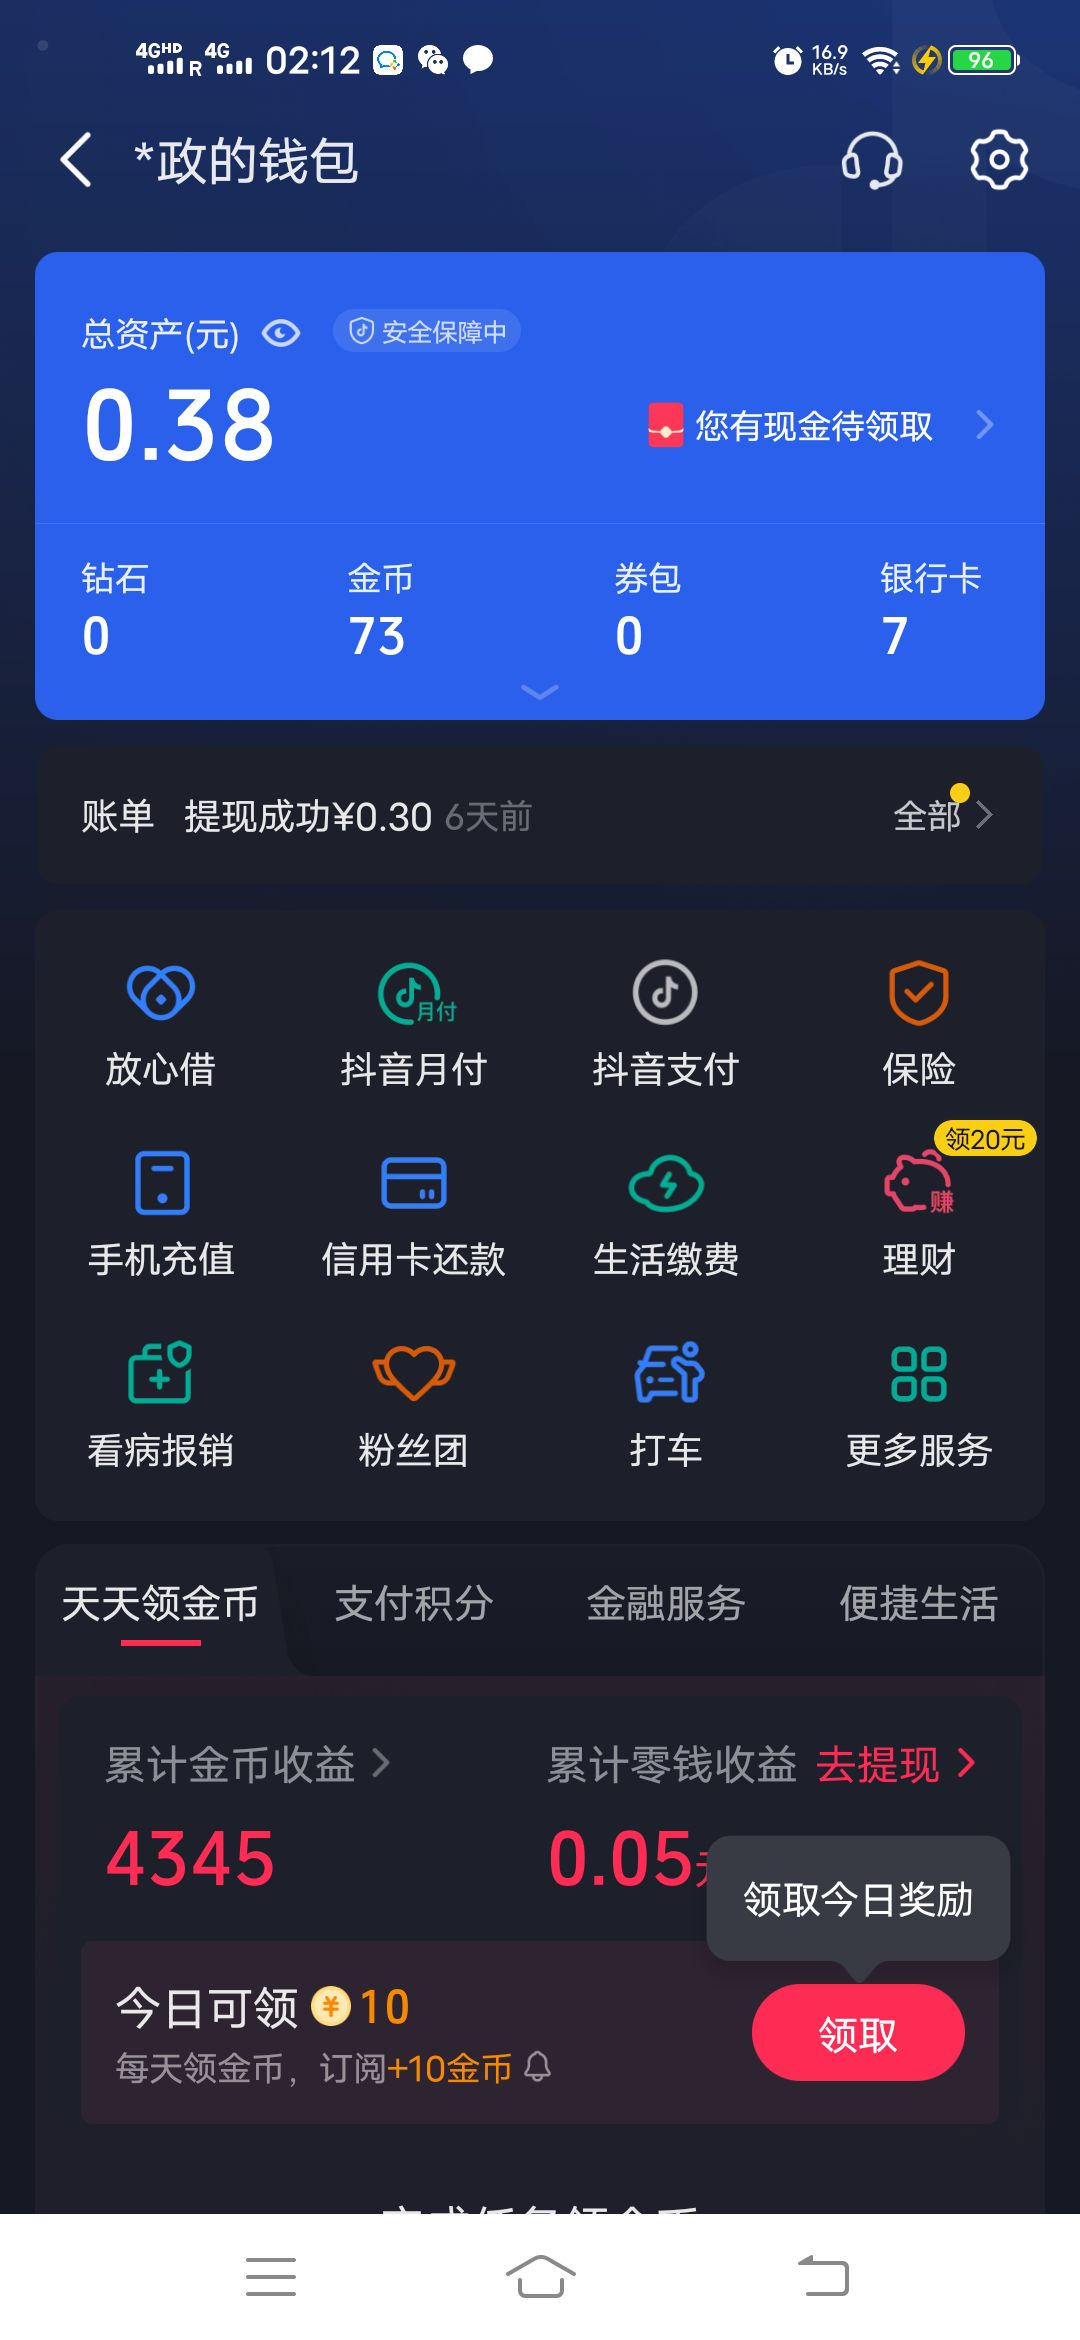 4GHD R 4G 02:12 16.9 KB/s 96
*政的钱包
总资产(元) 安全保障中
0.38 您有现金待领取
钻石 金币 券包 银行卡
0 73 0 7
账单 提现成功¥0.30 6天前 全部
月付
放心借 抖音月付 抖音支付 保险
领20元
赚
手机充值 信用卡还款 生活缴费 理财
看病报销 粉丝团 打车 更多服务
天天领金币 支付积分 金融服务 便捷生活
累计金币收益 累计零钱收益 去提现
4345 0.05
领取今日奖励
今日可领 10
领取
每天领金币，订阅+10金币